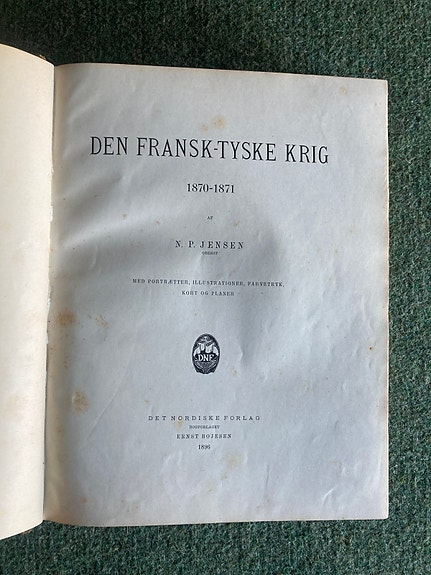 DEN FRANSK-TYSKE KRIG
1870-1871
AF
N. P. JENSEN
OBERST
MED PORTRÆTTER, ILLUSTRATIONER, FARVETRYK,
KORT OG PLANER
DNF
DET NORDISKE FORLAG
BOGFORLAGET
ERNST BOJESEN
1896